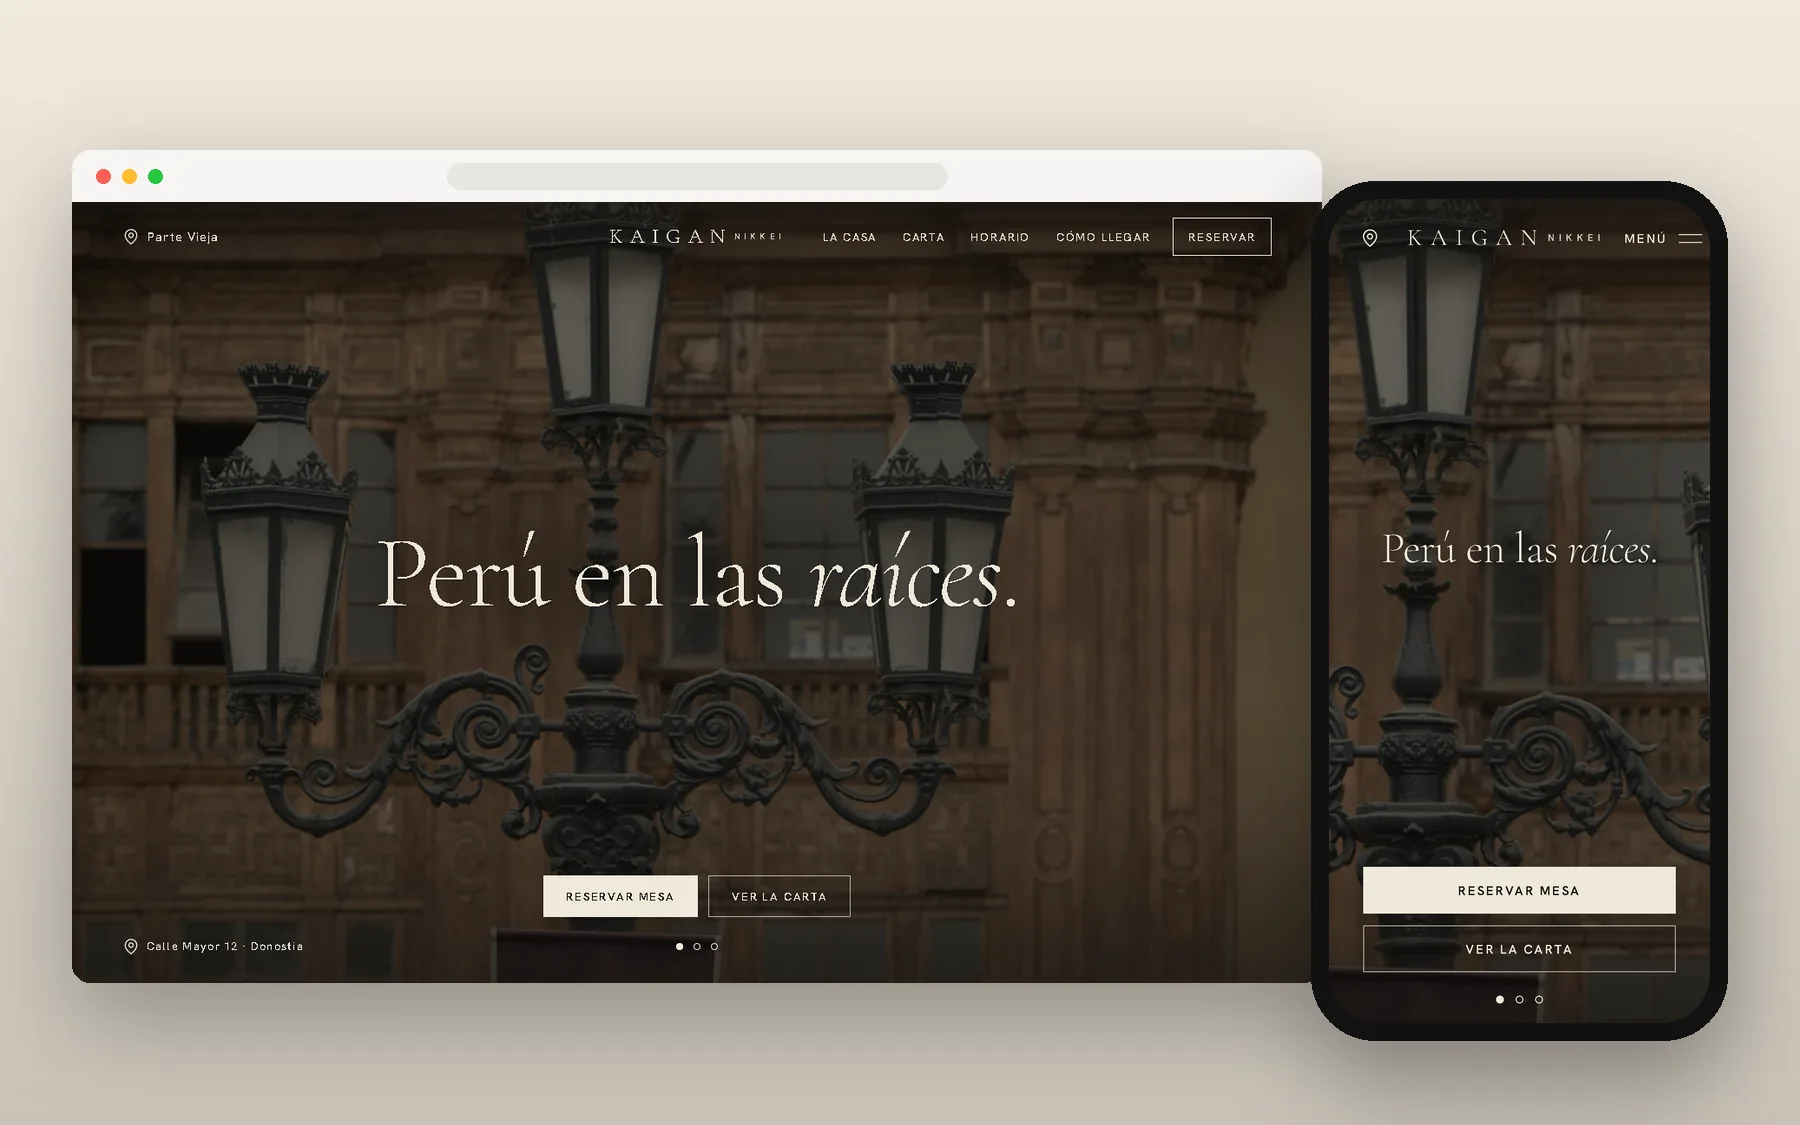 Parte Vieja
KAIGAN NIKKEI
LA CASA CARTA HORARIO CÓMO LLEGAR RESERVAR
Perú en las raíces.
RESERVAR MESA VER LA CARTA
Calle Mayor 12 · Donostia
KAIGAN NIKKEI MENÚ
Perú en las raíces.
RESERVAR MESA
VER LA CARTA